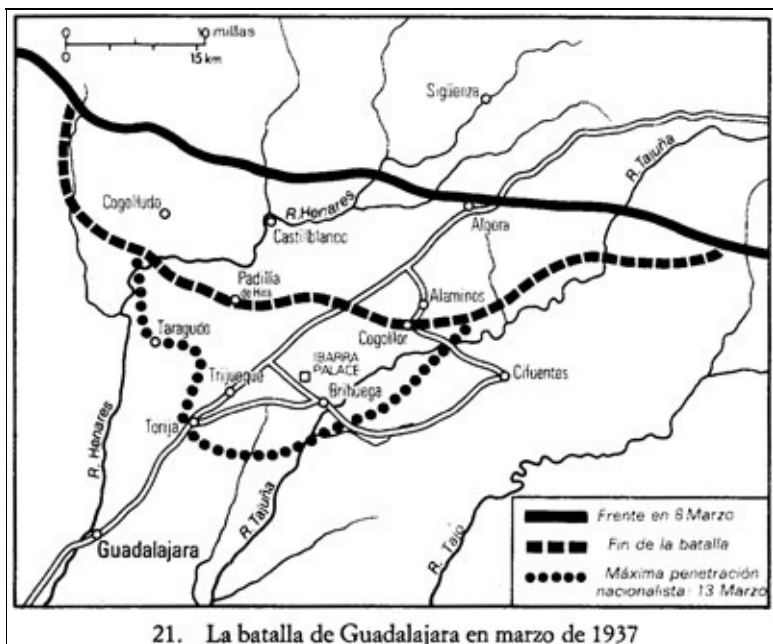 0 10 millas
0 15 km
Sigüenza
R. Tajuña
Cogolludo
R. Henares
Castilblanco
Algora
Padilla
de Hita
Alaminos
Cogollor
Taragudo
Trijueque
IBARRA
PALACE
Cifuentes
Brihuega
Torija
R. Henares
R. Tajuña
Guadalajara
R. Tajo
Frente en 8 Marzo
Fin de la batalla
Máxima penetración
nacionalista: 13 Marzo
21. La batalla de Guadalajara en marzo de 1937